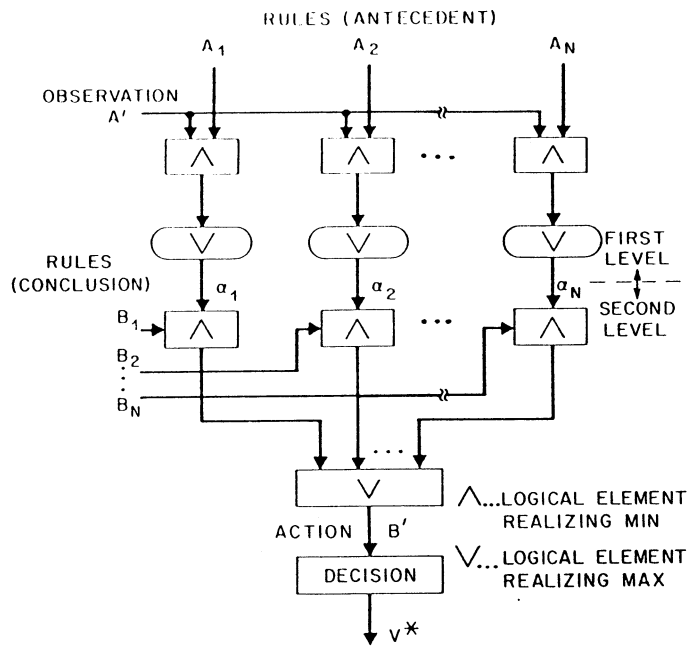 RULES (ANTECEDENT)
A1 A2 AN
OBSERVATION
A'
∧ ∧ ... ∧
∨ ∨ ∨
FIRST
LEVEL
RULES
(CONCLUSION)
α1 α2 αN
SECOND
LEVEL
B1
∧ ∧ ... ∧
B2
⋮
BN
...
∨
∧...LOGICAL ELEMENT
REALIZING MIN
ACTION B'
DECISION
∨...LOGICAL ELEMENT
REALIZING MAX
V*